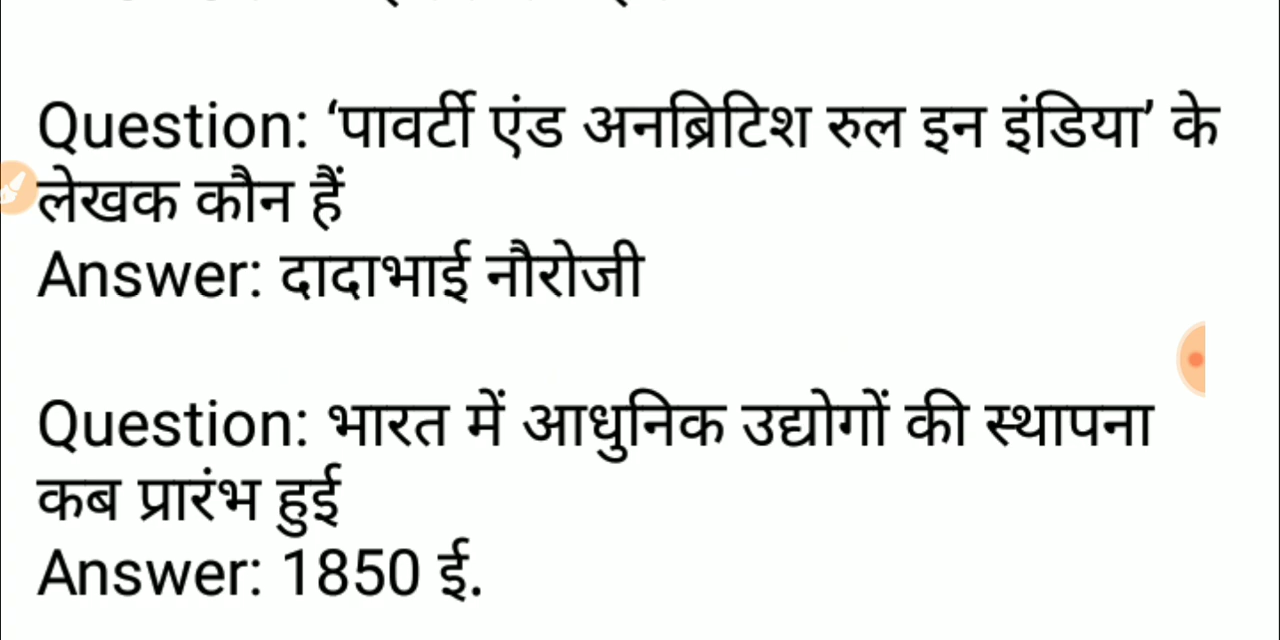 Question: ‘पावर्टी एंड अनब्रिटिश रुल इन इंडिया’ के
लेखक कौन हैं
Answer: दादाभाई नौरोजी
Question: भारत में आधुनिक उद्योगों की स्थापना
कब प्रारंभ हुई
Answer: 1850 ई.